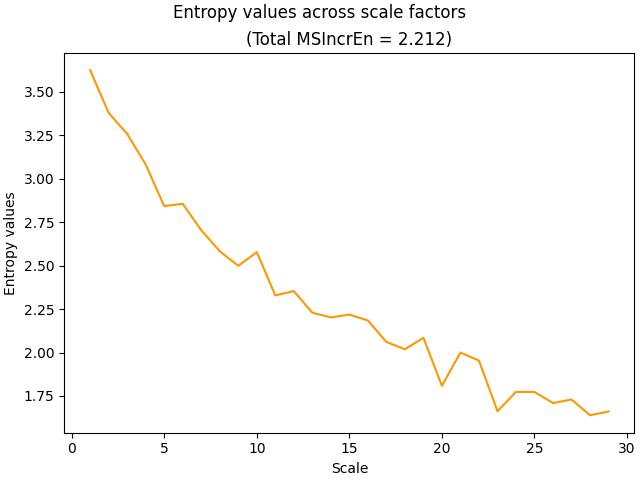 Entropy values across scale factors
(Total MSIncrEn = 2.212)
3.50
3.25
3.00
2.75
2.50
2.25
2.00
1.75
Entropy values
0 5 10 15 20 25 30
Scale